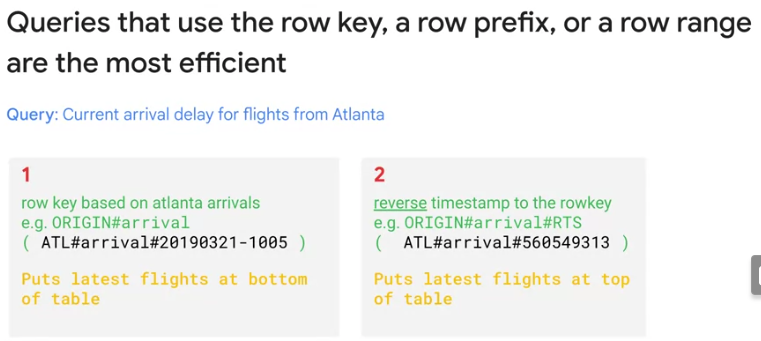 Queries that use the row key, a row prefix, or a row range
are the most efficient
Query: Current arrival delay for flights from Atlanta
1
row key based on atlanta arrivals
e.g. ORIGIN#arrival
( ATL#arrival#20190321-1005 )
Puts latest flights at bottom
of table
2
reverse timestamp to the rowkey
e.g. ORIGIN#arrival#RTS
( ATL#arrival#560549313 )
Puts latest flights at top
of table